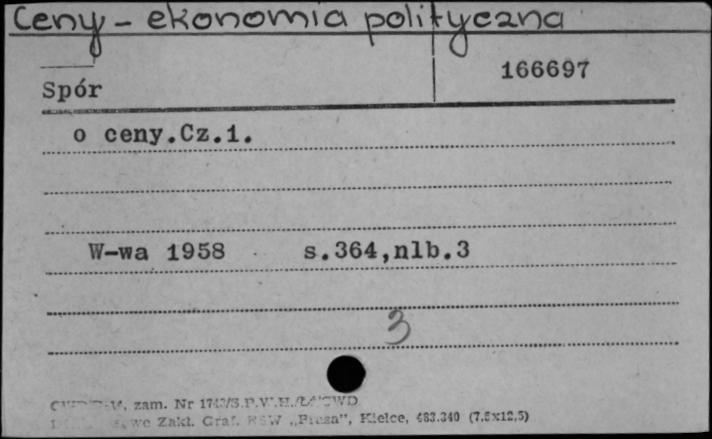 Ceny - ekonomia polityczna
166697
Spór
o ceny.Cz.1.
W-wa 1958 s.364,nlb.3
3
zam. Nr
Zakł. Graf. RSW „Prasa", Kielce, 483.340 (7.5x12,5)